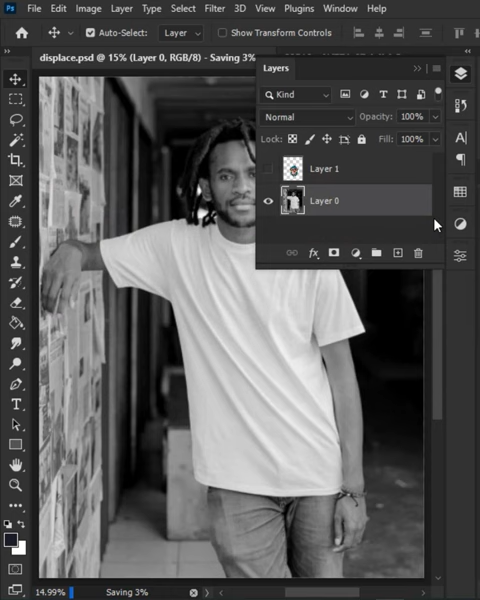 Ps File Edit Image Layer Type Select Filter 3D View Plugins Window Help
Auto-Select: Layer Show Transform Controls
displace.psd @ 15% (Layer 0, RGB/8) - Saving 3%
Layers
Kind
Normal Opacity: 100%
Lock: Fill: 100%
Layer 1
Layer 0
fx
14.99% Saving 3%